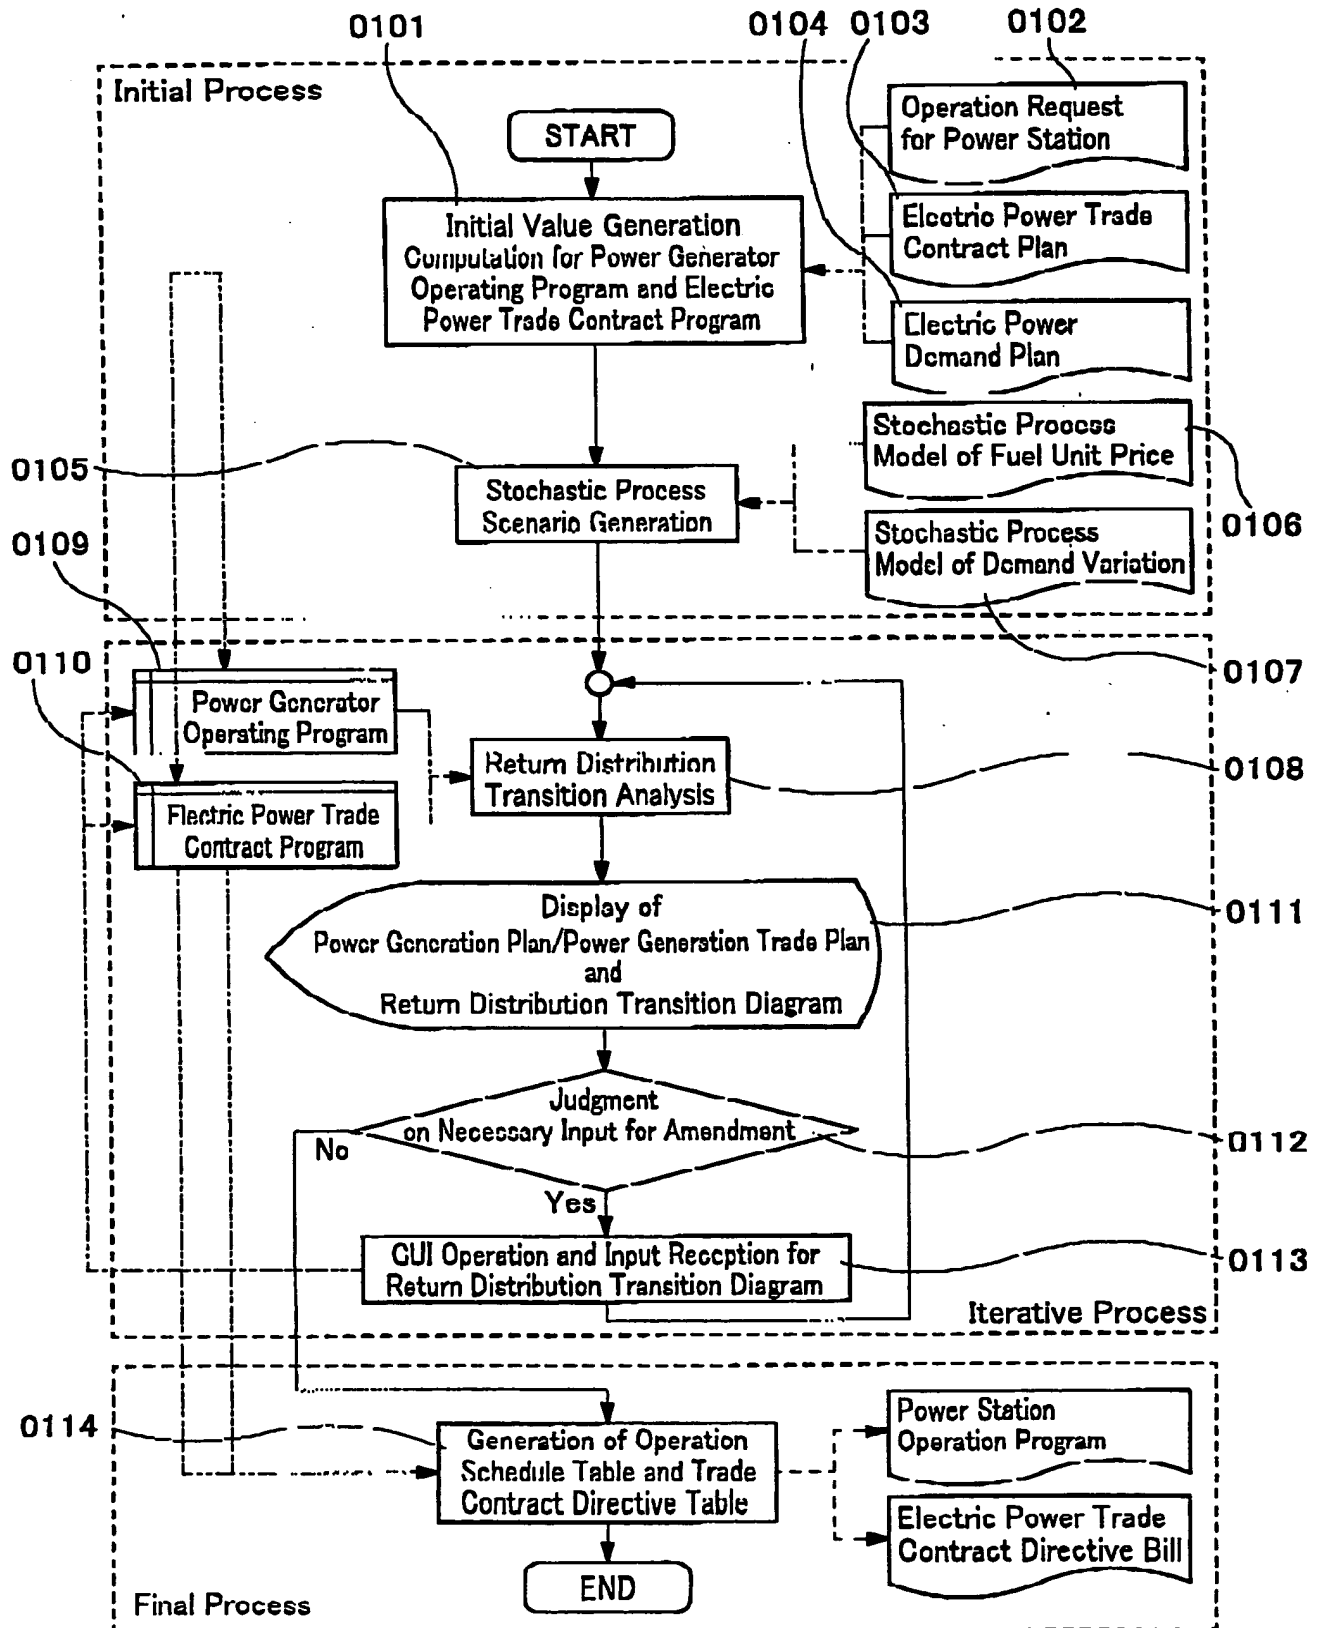 0101
0104
0103
0102
Initial Process
START
Operation Request
for Power Station
Initial Value Generation
Computation for Power Generator
Operating Program and Electric
Power Trade Contract Program
Electric Power Trade
Contract Plan
Electric Power
Demand Plan
Stochastic Process
Model of Fuel Unit Price
0105
Stochastic Process
Scenario Generation
0106
Stochastic Process
Model of Demand Variation
0109
0110
0107
Power Generator
Operating Program
Return Distribution
Transition Analysis
0108
Electric Power Trade
Contract Program
Display of
Power Generation Plan/Power Generation Trade Plan
and
Return Distribution Transition Diagram
0111
Judgment
on Necessary Input for Amendment
No
0112
Yes
GUI Operation and Input Reception for
Return Distribution Transition Diagram
0113
Iterative Process
0114
Generation of Operation
Schedule Table and Trade
Contract Directive Table
Power Station
Operation Program
Electric Power Trade
Contract Directive Bill
END
Final Process